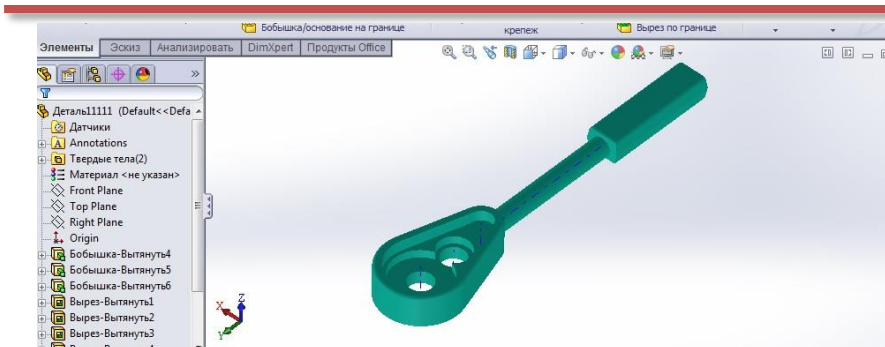 Бобышка/основание на границе
крепеж
Вырез по границе
Элементы Эскиз Анализировать DimXpert Продукты Office
»
Деталь11111 (Default<<Defa
Датчики
A Annotations
Твердые тела(2)
Материал <не указан>
Front Plane
Top Plane
Right Plane
Origin
Бобышка-Вытянуть4
Бобышка-Вытянуть5
Бобышка-Вытянуть6
Вырез-Вытянуть1
Вырез-Вытянуть2
Вырез-Вытянуть3
X Z
Y